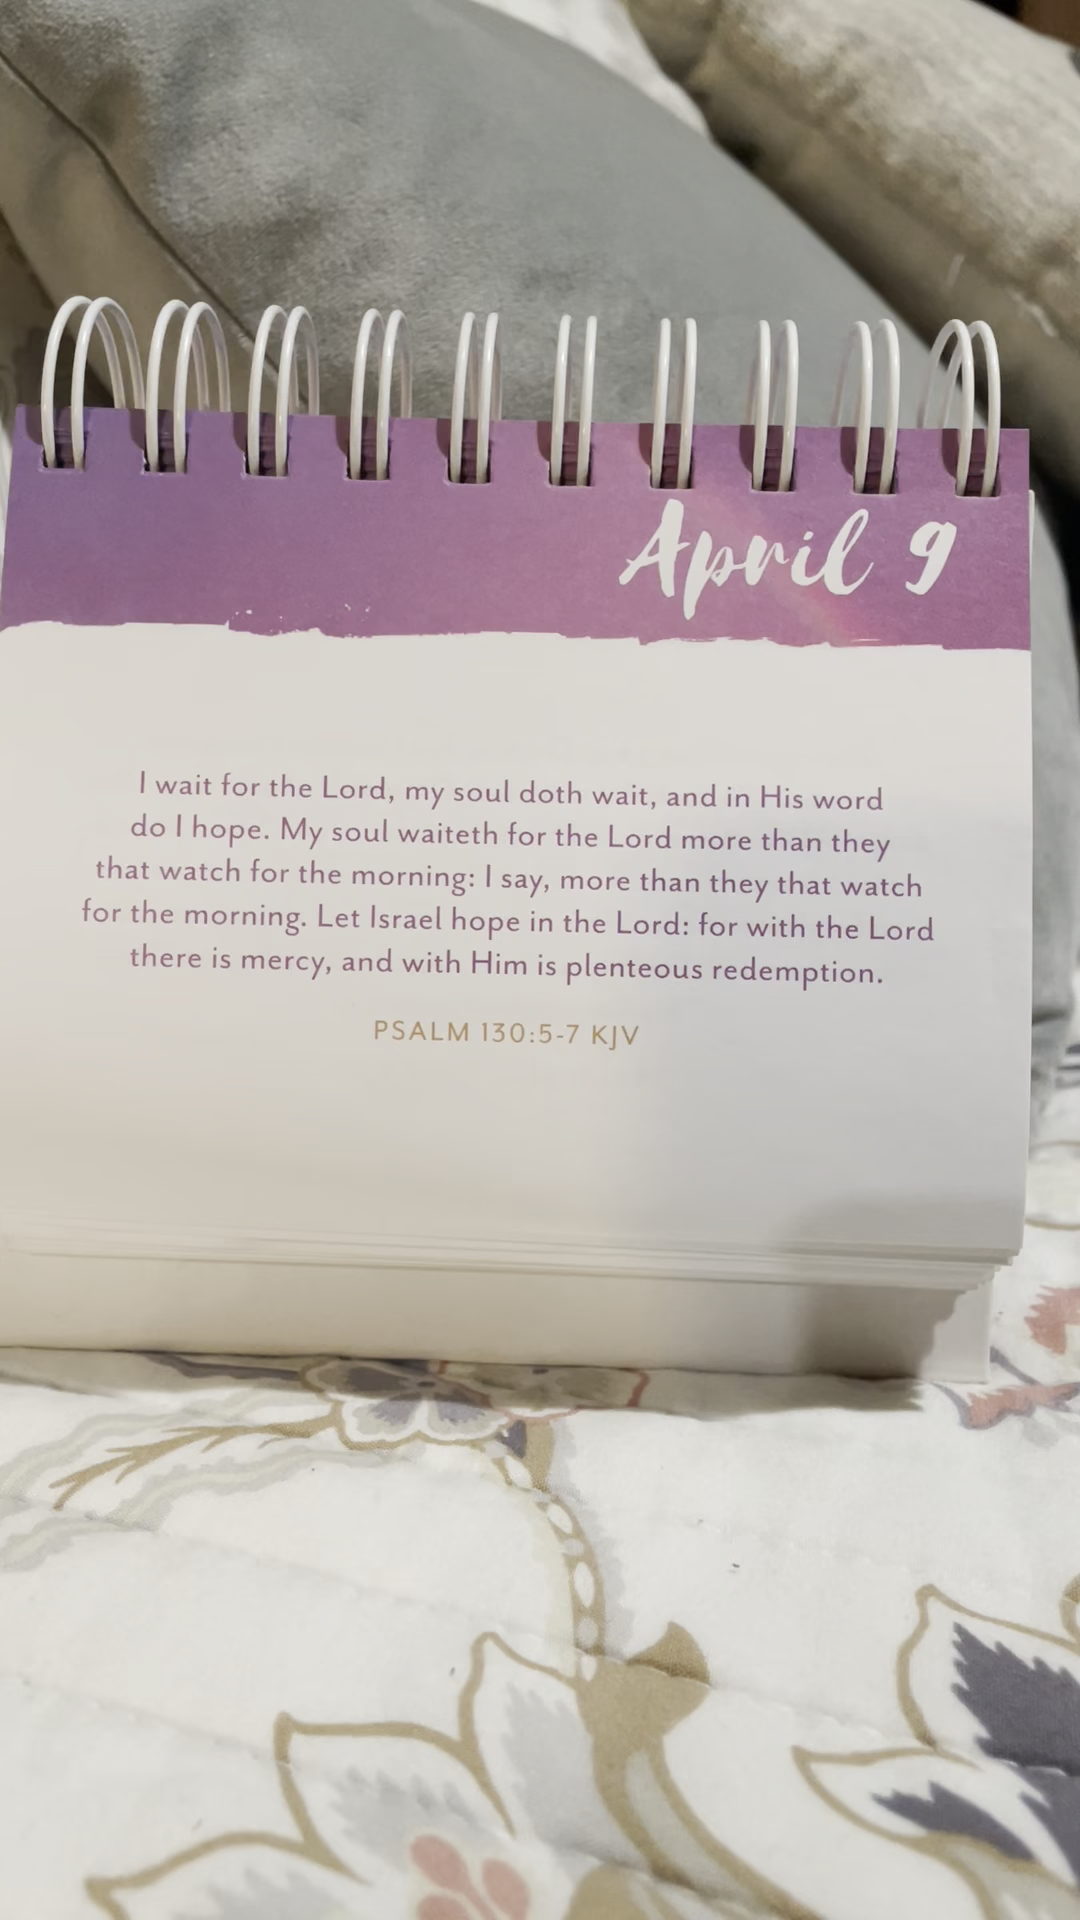 April 9
I wait for the Lord, my soul doth wait, and in His word
do I hope. My soul waiteth for the Lord more than they
that watch for the morning: I say, more than they that watch
for the morning. Let Israel hope in the Lord: for with the Lord
there is mercy, and with Him is plenteous redemption.
PSALM 130:5-7 KJV